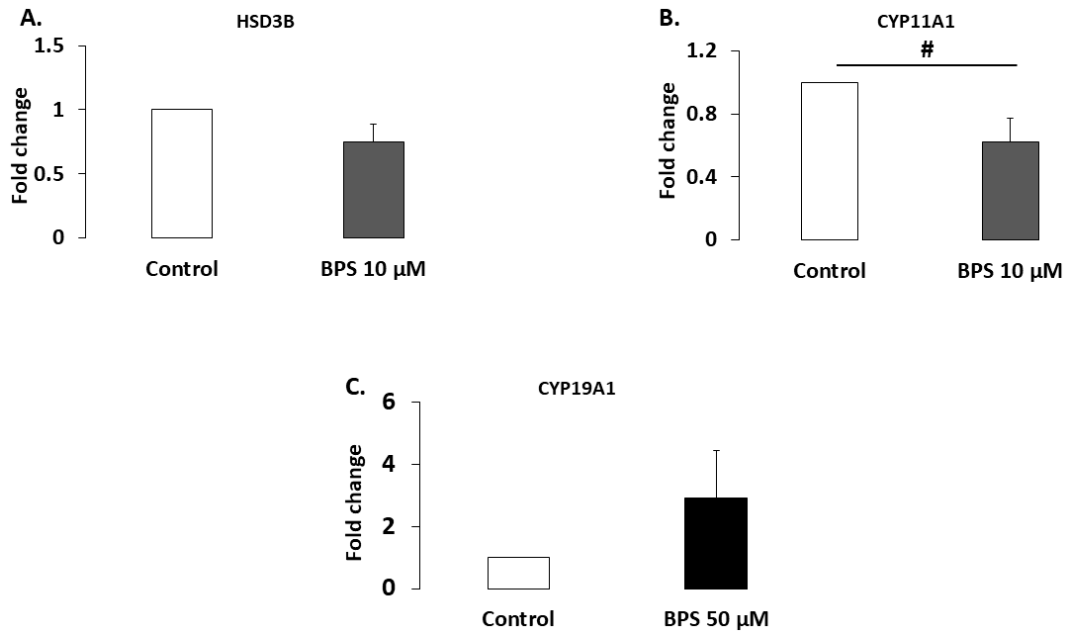 A.
HSD3B
Fold change
1.5
1
0.5
0
Control
BPS 10 µM
B.
CYP11A1
#
Fold change
1.2
0.8
0.4
0
Control
BPS 10 µM
C.
CYP19A1
Fold change
6
4
2
0
Control
BPS 50 µM